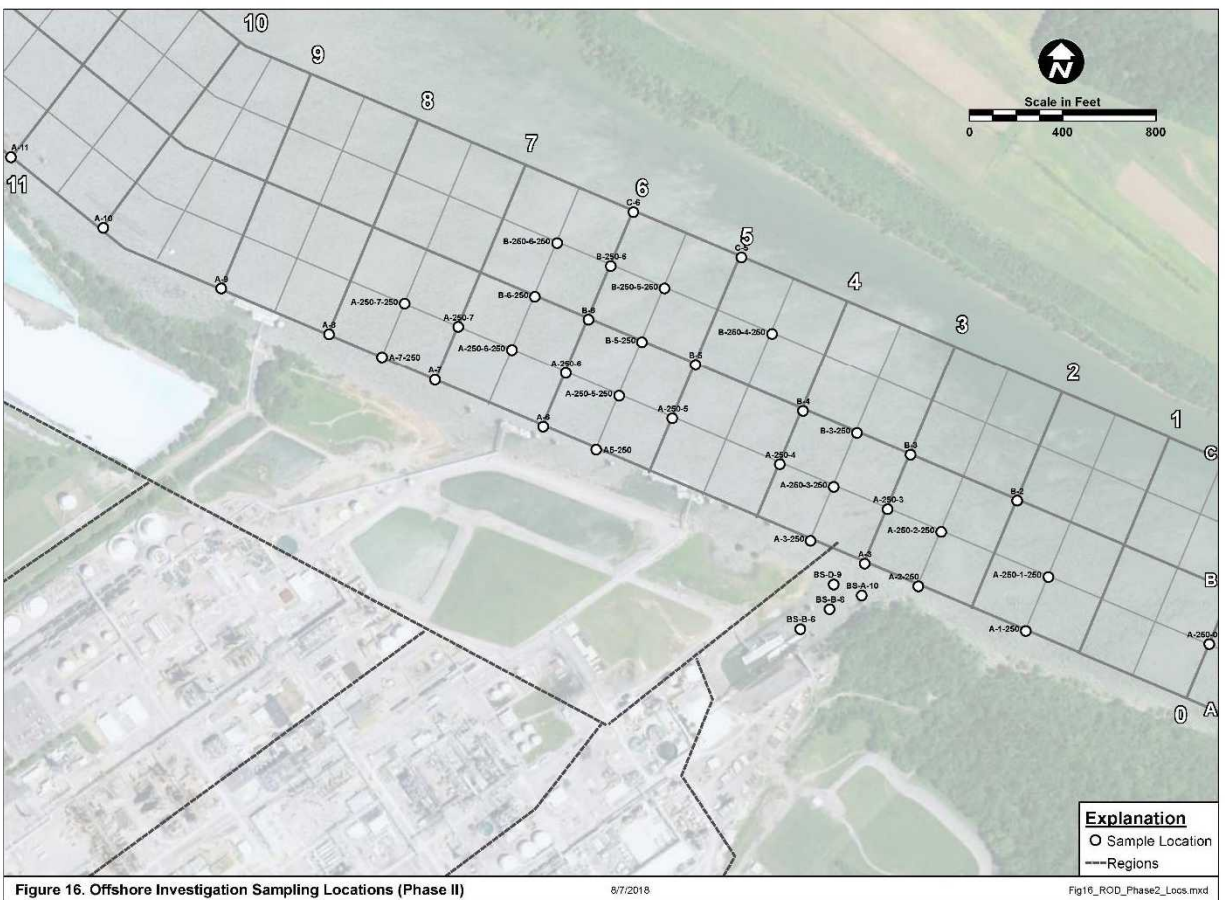 10
9
N
Scale in Feet
0 400 800
8
7
A-11
11
6
C-6
A-10
5
C-5
B-250-6-250
B-250-6
4
A-9
B-250-5-250
A-250-7-250
B-6-250
A-250-7
B-6
B-250-4-250
3
A-8
A-7-250
A-250-6-250
B-5-250
A-7
A-250-6
B-5
2
A-250-5-250
A-250-5
B-4
A-6
B-3-250
1
A5-250
B-3
C
A-250-4
A-250-3-250
B-2
A-250-3
A-250-2-250
A-3-250
A-3
A-250-1-250
B
BS-D-9
A-2-250
BS-A-10
BS-B-8
BS-B-6
A-1-250
A-250-0
0
A
Explanation
Sample Location
Regions
Figure 16. Offshore Investigation Sampling Locations (Phase II)
8/7/2018
Fig16_ROD_Phase2_Locs.mxd